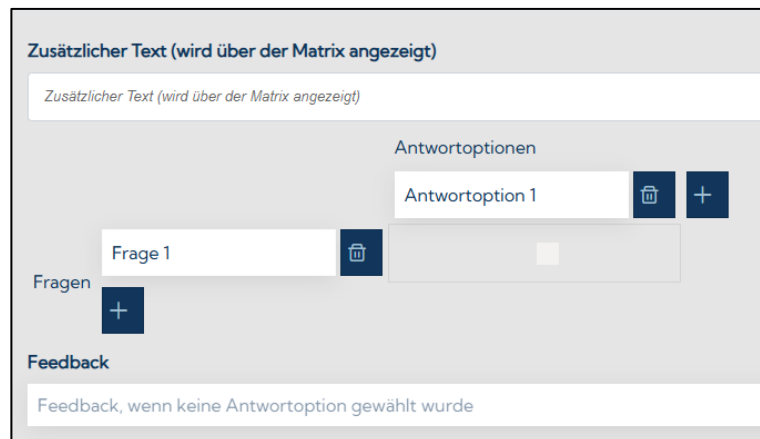 Zusätzlicher Text (wird über der Matrix angezeigt)
Zusätzlicher Text (wird über der Matrix angezeigt)
Antwortoptionen
Antwortoption 1
Frage 1
Fragen
Feedback
Feedback, wenn keine Antwortoption gewählt wurde